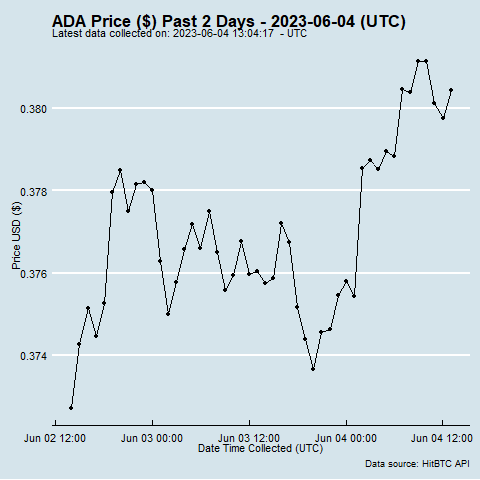 ADA Price ($) Past 2 Days - 2023-06-04 (UTC)
Latest data collected on: 2023-06-04 13:04:17 - UTC
0.380
0.378
0.376
0.374
Price USD ($)
Jun 02 12:00 Jun 03 00:00 Jun 03 12:00 Jun 04 00:00 Jun 04 12:00
Date Time Collected (UTC)
Data source: HitBTC API